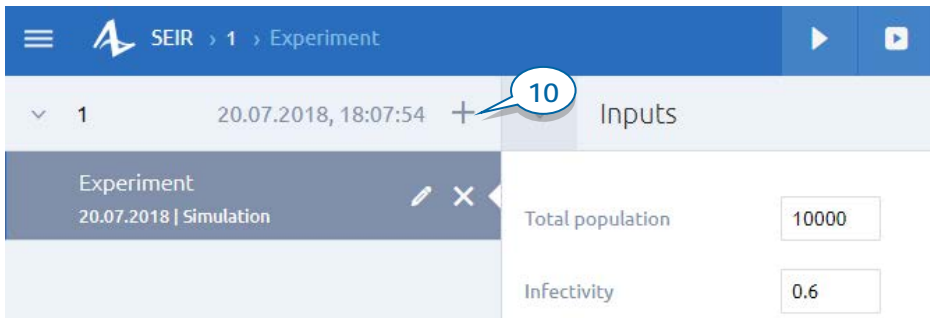 SEIR › 1 › Experiment
1 20.07.2018, 18:07:54 +
10
Inputs
Experiment
20.07.2018 | Simulation
Total population 10000
Infectivity 0.6